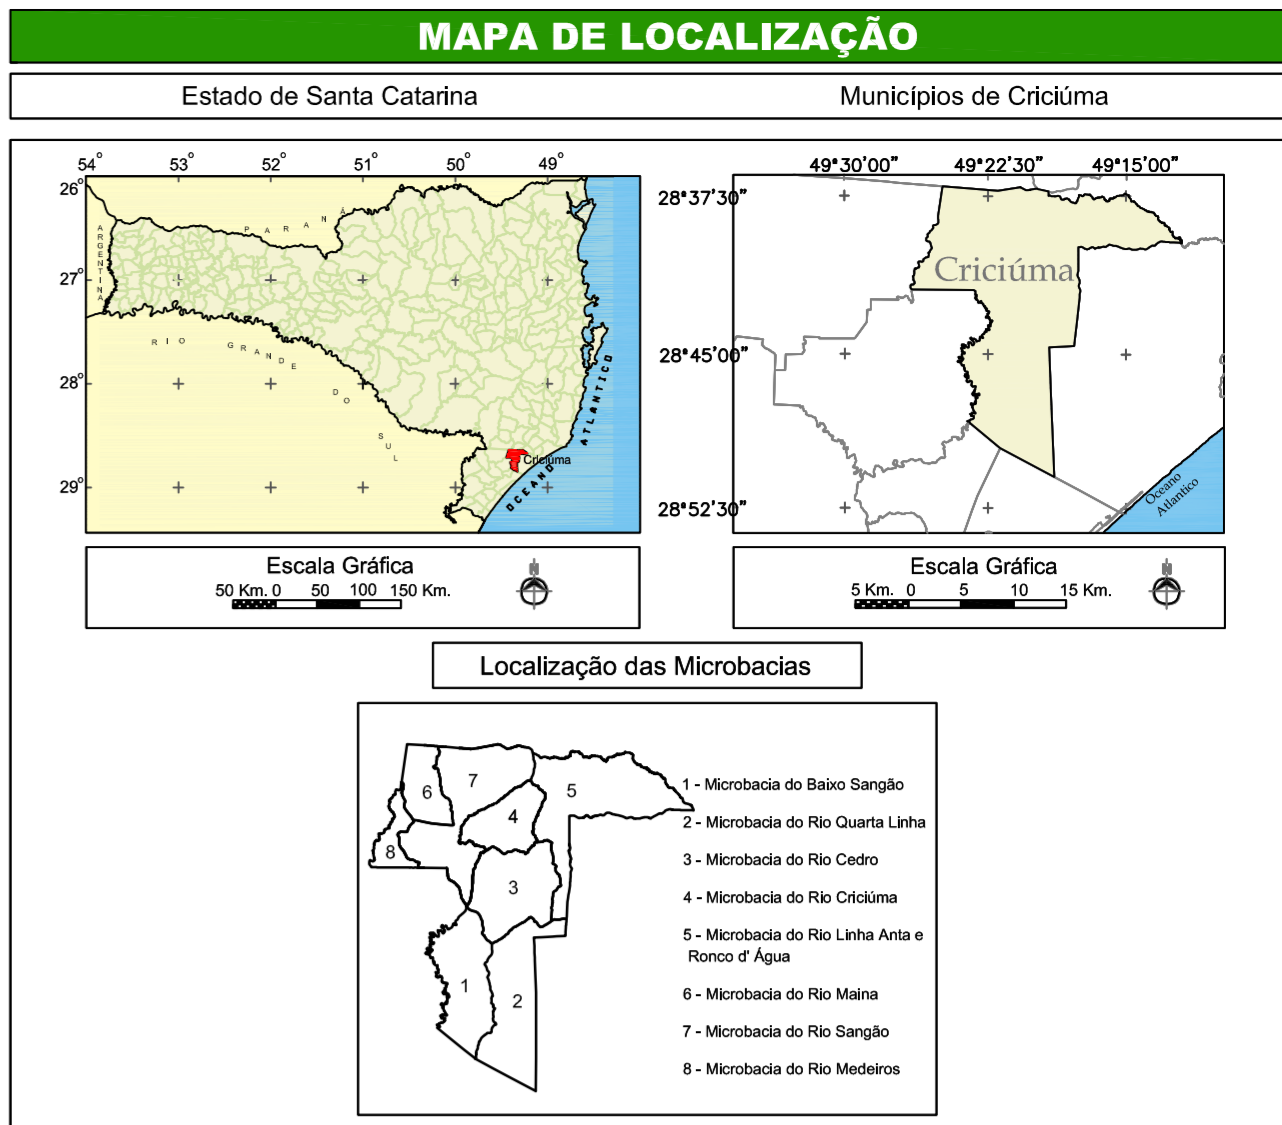 MAPA DE LOCALIZAÇÃO
Estado de Santa Catarina
Municípios de Criciúma
54° 53° 52° 51° 50° 49°
26°
27°
28°
29°
ARGENTINA
PARANÁ
RIO GRANDE DO SUL
Criciúma
OCEANO ATLANTICO
49°30'00" 49°22'30" 49°15'00"
28°37'30"
28°45'00"
28°52'30"
Criciúma
Oceano
Atlantico
Escala Gráfica
50 Km. 0 50 100 150 Km.
N
Escala Gráfica
5 Km. 0 5 10 15 Km.
N
Localização das Microbacias
6
7
5
4
8
3
1
2
1 - Microbacia do Baixo Sangão
2 - Microbacia do Rio Quarta Linha
3 - Microbacia do Rio Cedro
4 - Microbacia do Rio Criciúma
5 - Microbacia do Rio Linha Anta e
Ronco d' Água
6 - Microbacia do Rio Maina
7 - Microbacia do Rio Sangão
8 - Microbacia do Rio Medeiros